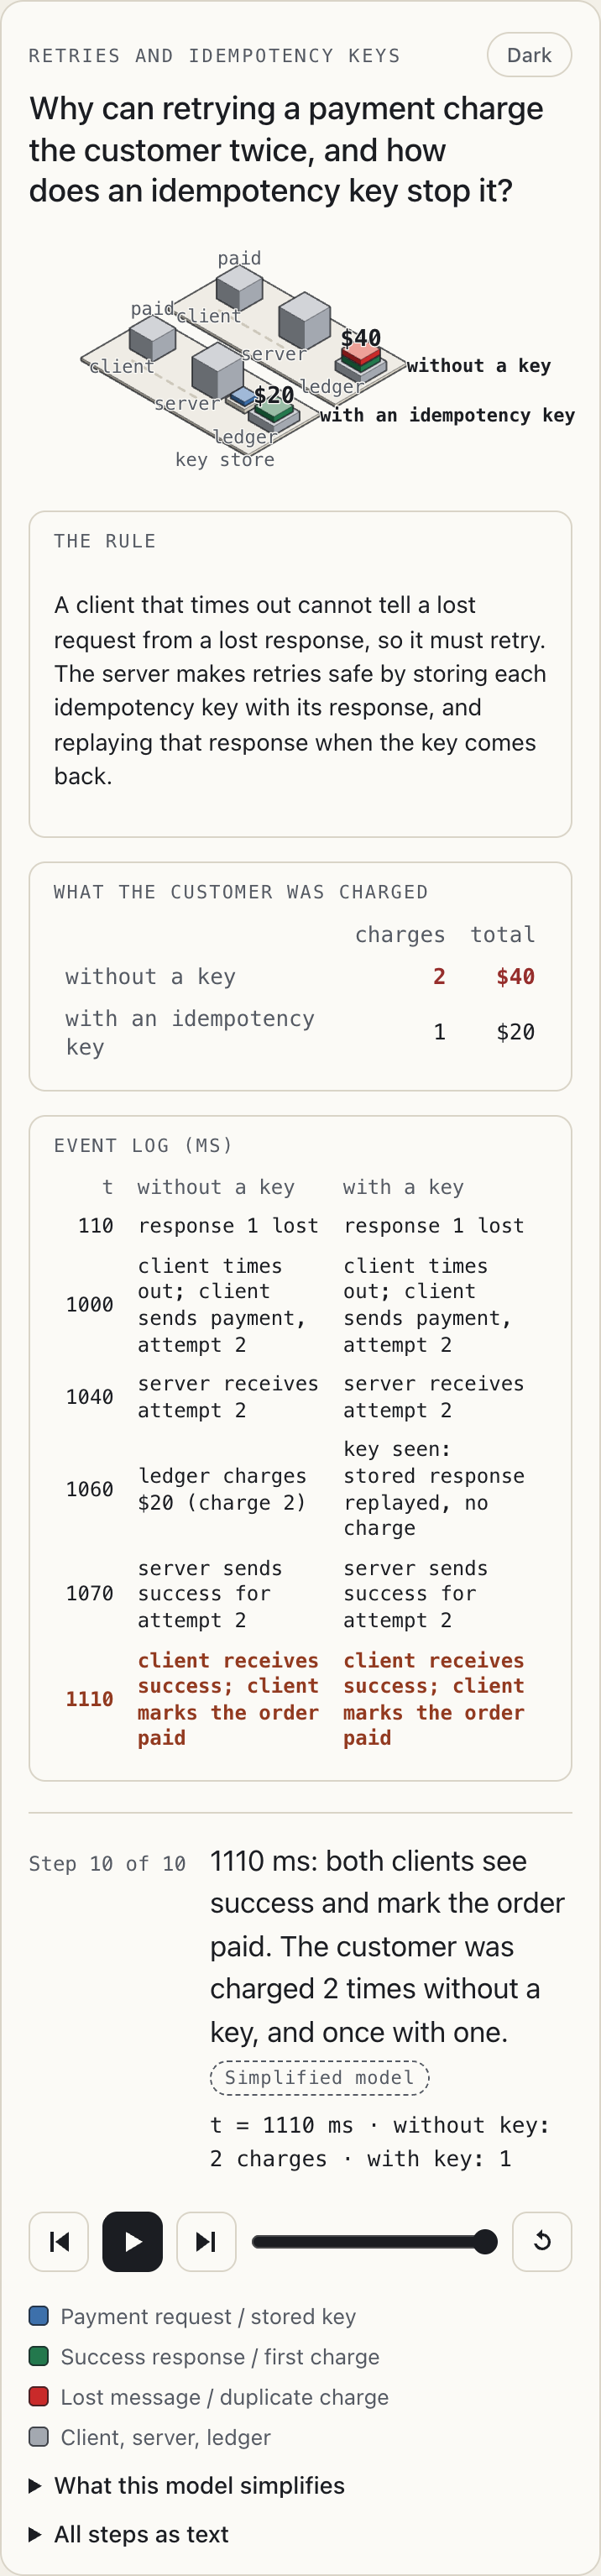 RETRIES AND IDEMPOTENCY KEYS
Dark
Why can retrying a payment charge
the customer twice, and how
does an idempotency key stop it?
paid
paid
client
client
$40
server
without a key
ledger
$20
server
with an idempotency key
ledger
key store
THE RULE
A client that times out cannot tell a lost
request from a lost response, so it must retry.
The server makes retries safe by storing each
idempotency key with its response, and
replaying that response when the key comes
back.
WHAT THE CUSTOMER WAS CHARGED
charges total
without a key 2 $40
with an idempotency
key 1 $20
EVENT LOG (MS)
t without a key with a key
110 response 1 lost response 1 lost
1000
client times
out; client
sends payment,
attempt 2
client times
out; client
sends payment,
attempt 2
1040
server receives
attempt 2
server receives
attempt 2
1060
ledger charges
$20 (charge 2)
key seen:
stored response
replayed, no
charge
1070
server sends
success for
attempt 2
server sends
success for
attempt 2
1110
client receives
success; client
marks the order
paid
client receives
success; client
marks the order
paid
Step 10 of 10
1110 ms: both clients see
success and mark the order
paid. The customer was
charged 2 times without a
key, and once with one.
Simplified model
t = 1110 ms · without key:
2 charges · with key: 1
Payment request / stored key
Success response / first charge
Lost message / duplicate charge
Client, server, ledger
What this model simplifies
All steps as text